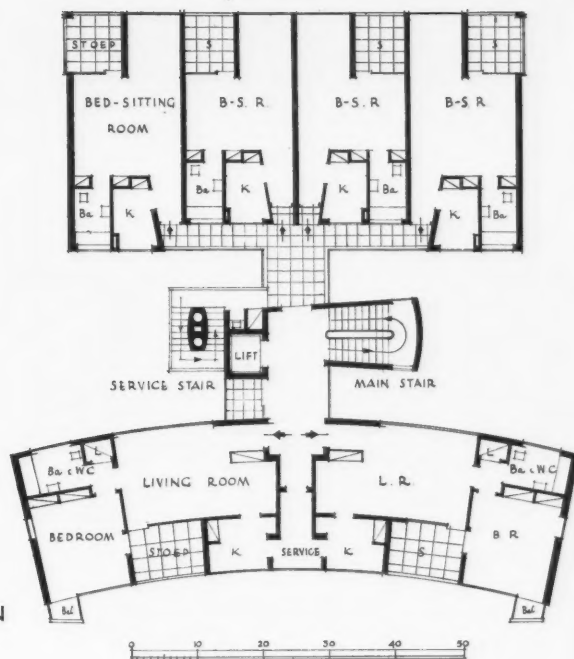 STOEP
S
S
S
BED-SITTING
ROOM
B-S. R.
B-S. R
B-S. R
Ba
K
K
Ba
K
Ba
K
Ba
LIFT
SERVICE STAIR
MAIN STAIR
L
L
Ba & WC
Ba & WC
LIVING ROOM
L. R.
BEDROOM
STOEP
K
SERVICE
K
S
B R
Bal
Bal
N
0 10 20 30 40 50